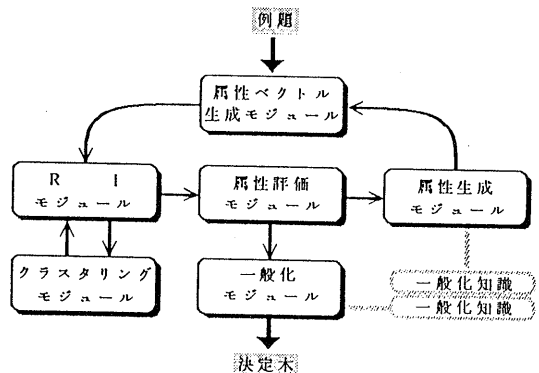 例題
属性ベクトル
生成モジュール
R I
モジュール
属性評価
モジュール
属性生成
モジュール
クラスタリング
モジュール
一般化
モジュール
一般化知識
一般化知識
決定木